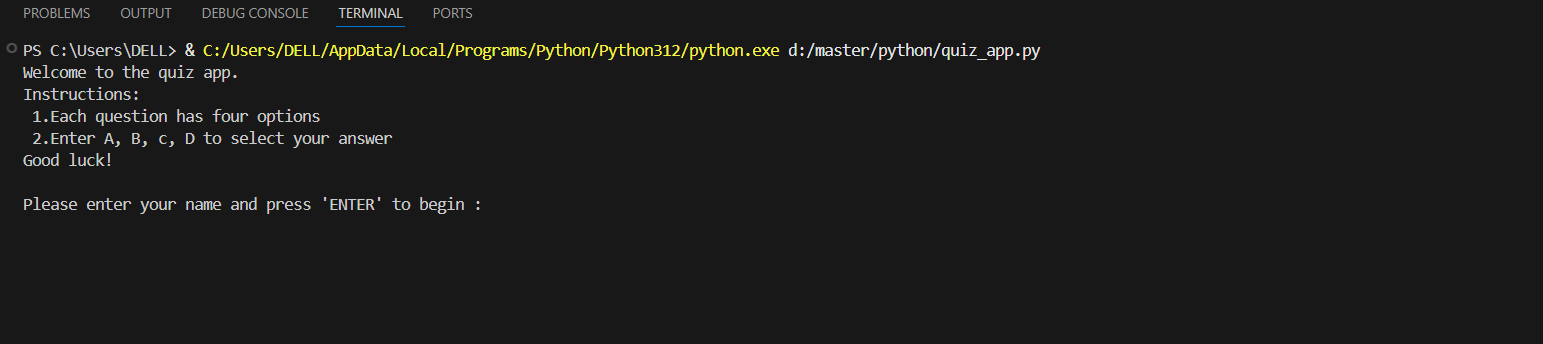 PROBLEMS OUTPUT DEBUG CONSOLE TERMINAL PORTS
PS C:\Users\DELL> & C:/Users/DELL/AppData/Local/Programs/Python/Python312/python.exe d:/master/python/quiz_app.py
Welcome to the quiz app.
Instructions:
1.Each question has four options
2.Enter A, B, c, D to select your answer
Good luck!
Please enter your name and press 'ENTER' to begin :